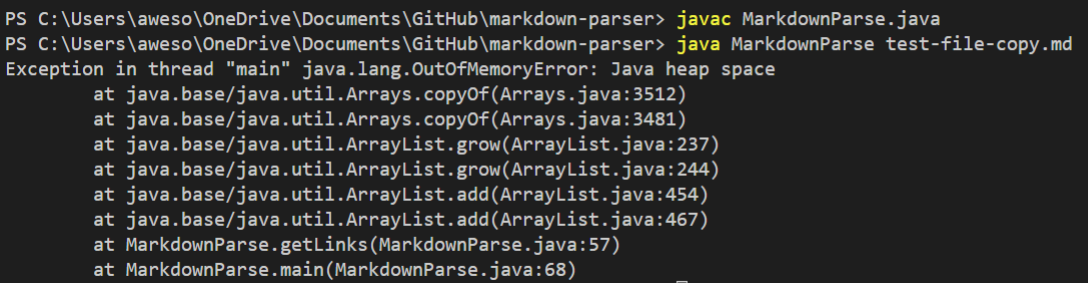 PS C:\Users\aweso\OneDrive\Documents\GitHub\markdown-parser> javac MarkdownParse.java
PS C:\Users\aweso\OneDrive\Documents\GitHub\markdown-parser> java MarkdownParse test-file-copy.md
Exception in thread "main" java.lang.OutOfMemoryError: Java heap space
        at java.base/java.util.Arrays.copyOf(Arrays.java:3512)
        at java.base/java.util.Arrays.copyOf(Arrays.java:3481)
        at java.base/java.util.ArrayList.grow(ArrayList.java:237)
        at java.base/java.util.ArrayList.grow(ArrayList.java:244)
        at java.base/java.util.ArrayList.add(ArrayList.java:454)
        at java.base/java.util.ArrayList.add(ArrayList.java:467)
        at MarkdownParse.getLinks(MarkdownParse.java:57)
        at MarkdownParse.main(MarkdownParse.java:68)